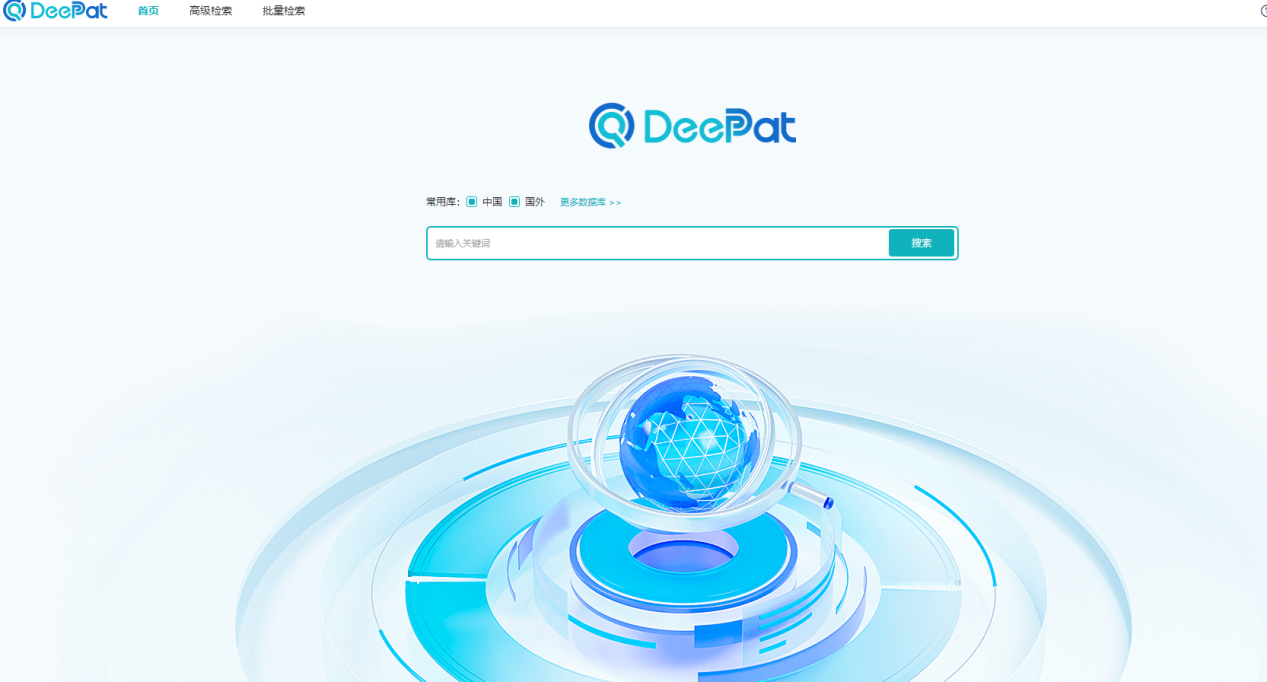 DeePat 首页 高级检索 批量检索
DeePat
常用库： 中国 国外 更多数据库 >>
请输入关键词 搜索